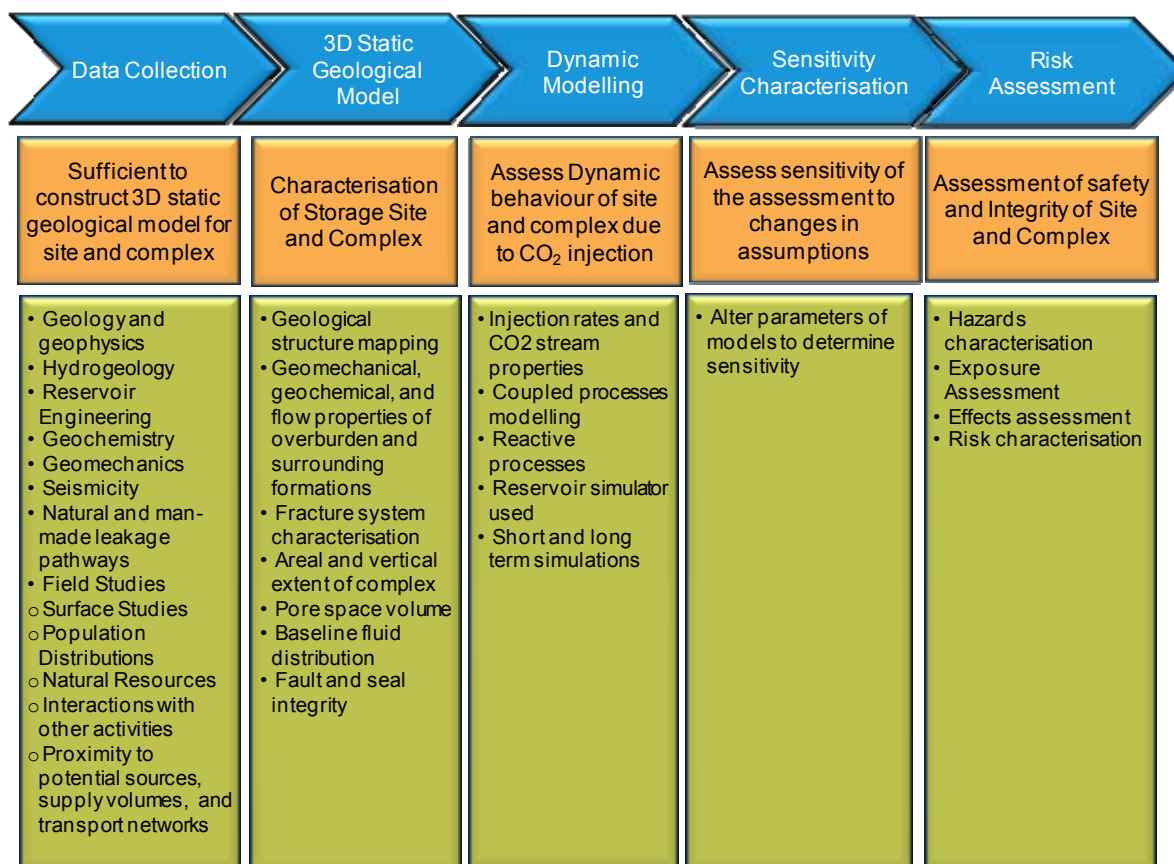 Data Collection
3D Static
Geological
Model
Dynamic
Modelling
Sensitivity
Characterisation
Risk
Assessment
Sufficient to
construct 3D static
geological model for
site and complex
Characterisation
of Storage Site
and Complex
Assess Dynamic
behaviour of site
and complex due
to CO₂ injection
Assess sensitivity of
the assessment to
changes in
assumptions
Assessment of safety
and Integrity of Site
and Complex
• Geology and
geophysics
• Hydrogeology
• Reservoir
Engineering
• Geochemistry
• Geomechanics
• Seismicity
• Natural and man-
made leakage
pathways
• Field Studies
o Surface Studies
o Population
Distributions
o Natural Resources
o Interactions with
other activities
o Proximity to
potential sources,
supply volumes, and
transport networks
• Geological
structure mapping
• Geomechanical,
geochemical, and
flow properties of
overburden and
surrounding
formations
• Fracture system
characterisation
• Areal and vertical
extent of complex
• Pore space volume
• Baseline fluid
distribution
• Fault and seal
integrity
• Injection rates and
CO2 stream
properties
• Coupled processes
modelling
• Reactive
processes
• Reservoir simulator
used
• Short and long
term simulations
• Alter parameters of
models to determine
sensitivity
• Hazards
characterisation
• Exposure
Assessment
• Effects assessment
• Risk characterisation